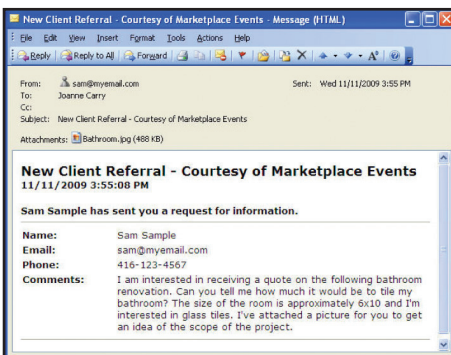 New Client Referral - Courtesy of Marketplace Events - Message (HTML)
File Edit View Insert Format Tools Actions Help
Reply Reply to All Forward
From: sam@myemail.com Sent: Wed 11/11/2009 3:55 PM
To: Joanne Carry
Cc:
Subject: New Client Referral - Courtesy of Marketplace Events
Attachments: Bathroom.jpg (488 KB)
New Client Referral - Courtesy of Marketplace Events
11/11/2009 3:55:08 PM
Sam Sample has sent you a request for information.
Name: Sam Sample
Email: sam@myemail.com
Phone: 416-123-4567
Comments: I am interested in receiving a quote on the following bathroom
renovation. Can you tell me how much it would be to tile my
bathroom? The size of the room is approximately 6x10 and I'm
interested in glass tiles. I've attached a picture for you to get
an idea of the scope of the project.